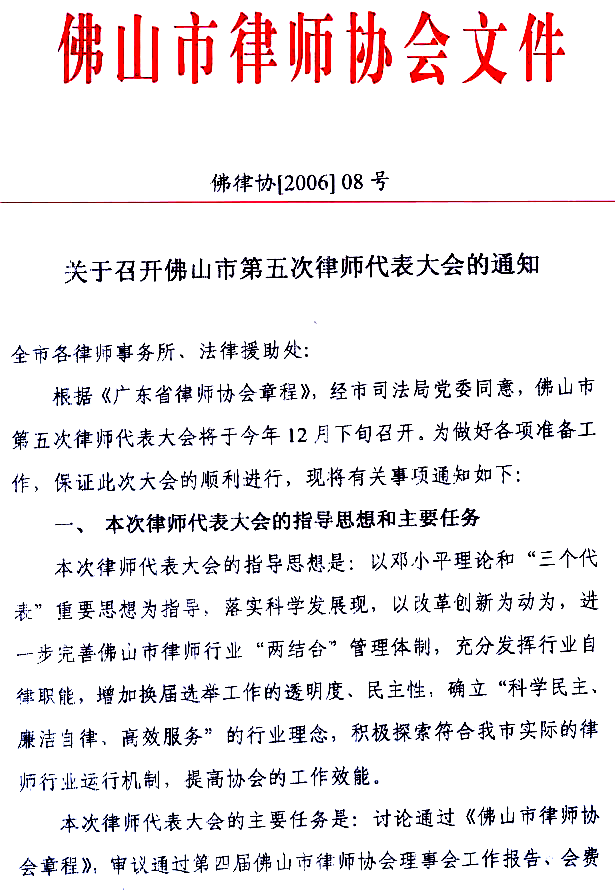 佛山市律师协会文件
佛律协[2006] 08 号
关于召开佛山市第五次律师代表大会的通知
全市各律师事务所、法律援助处：
根据《广东省律师协会章程》，经市司法局党委同意，佛山市
第五次律师代表大会将于今年 12 月下旬召开。为做好各项准备工
作，保证此次大会的顺利进行，现将有关事项通知如下：
一、 本次律师代表大会的指导思想和主要任务
本次律师代表大会的指导思想是：以邓小平理论和“三个代
表”重要思想为指导，落实科学发展现，以改革创新为动为，进
一步完善佛山市律师行业“两结合”管理体制，充分发挥行业自
律职能，增加换届选举工作的透明度、民主性，确立“科学民主、
廉洁自律、高效服务”的行业理念，积极探索符合我市实际的律
师行业运行机制，提高协会的工作效能。
本次律师代表大会的主要任务是：讨论通过《佛山市律师协
会章程》，审议通过第四届佛山市律师协会理事会工作报告、会费